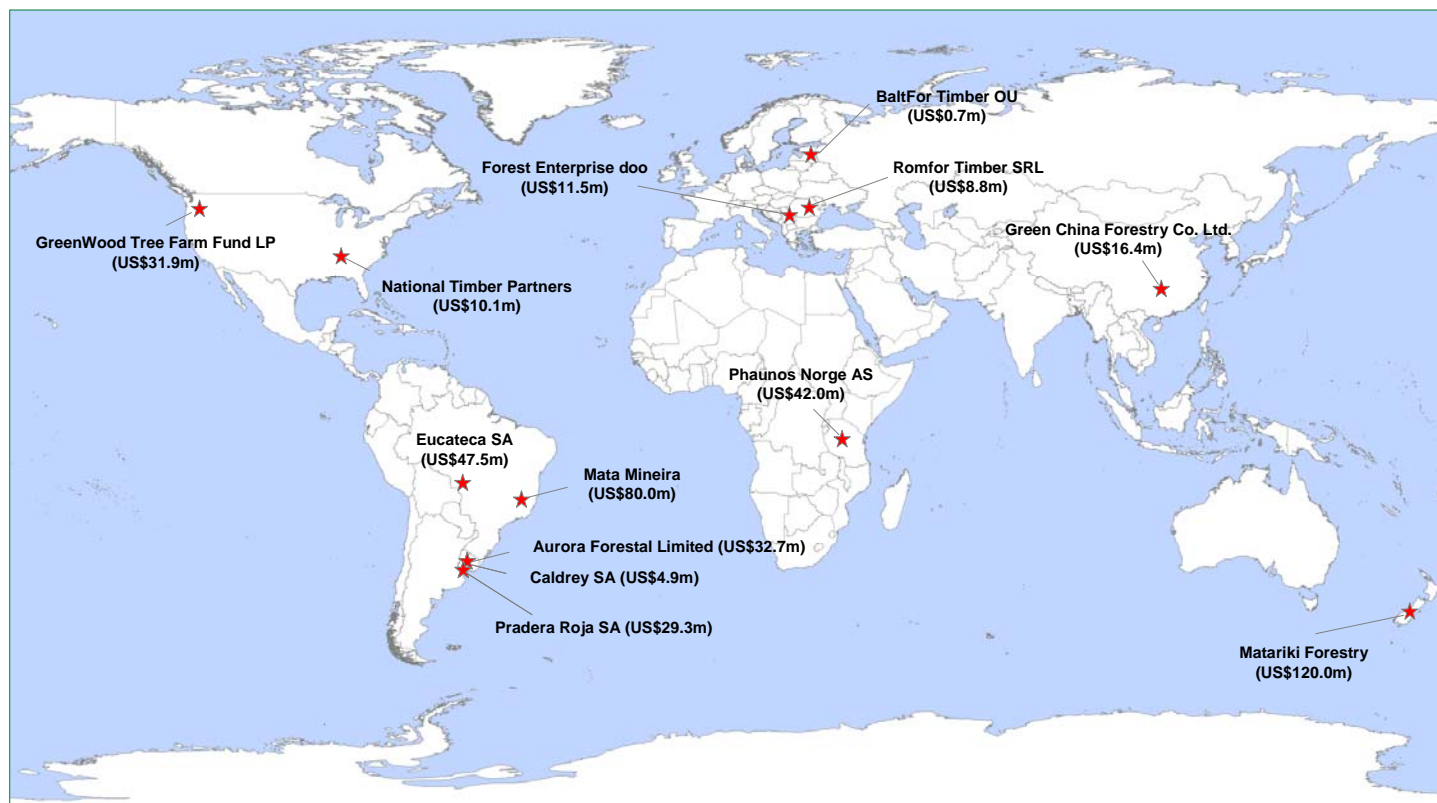 BaltFor Timber OU
(US$0.7m)
Forest Enterprise doo
(US$11.5m)
Romfor Timber SRL
(US$8.8m)
GreenWood Tree Farm Fund LP
(US$31.9m)
Green China Forestry Co. Ltd.
(US$16.4m)
National Timber Partners
(US$10.1m)
Phaunos Norge AS
(US$42.0m)
Eucateca SA
(US$47.5m)
Mata Mineira
(US$80.0m)
Aurora Forestal Limited (US$32.7m)
Caldrey SA (US$4.9m)
Pradera Roja SA (US$29.3m)
Matariki Forestry
(US$120.0m)